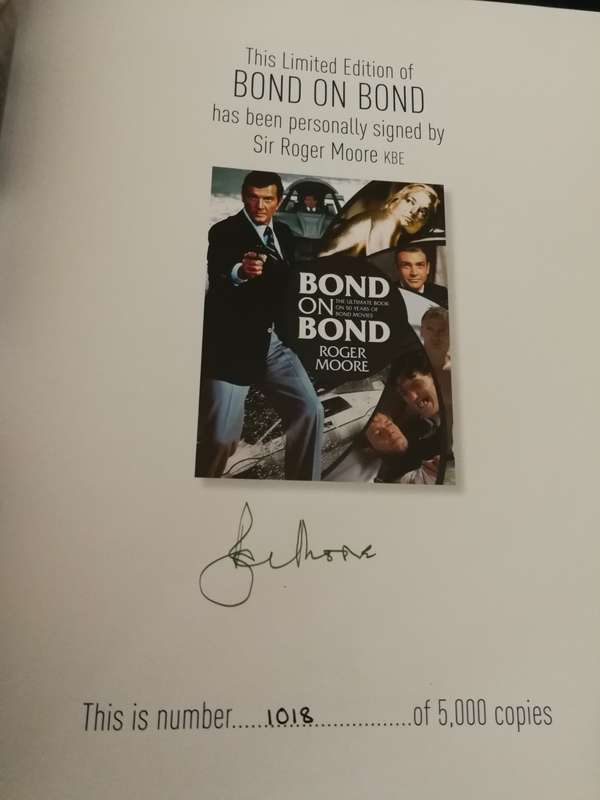 This Limited Edition of
BOND ON BOND
has been personally signed by
Sir Roger Moore KBE
BOND
ON THE ULTIMATE BOOK
ON 50 YEARS OF
BOND MOVIES
BOND
ROGER
MOORE
Roger Moore
This is number......1018....................of 5,000 copies